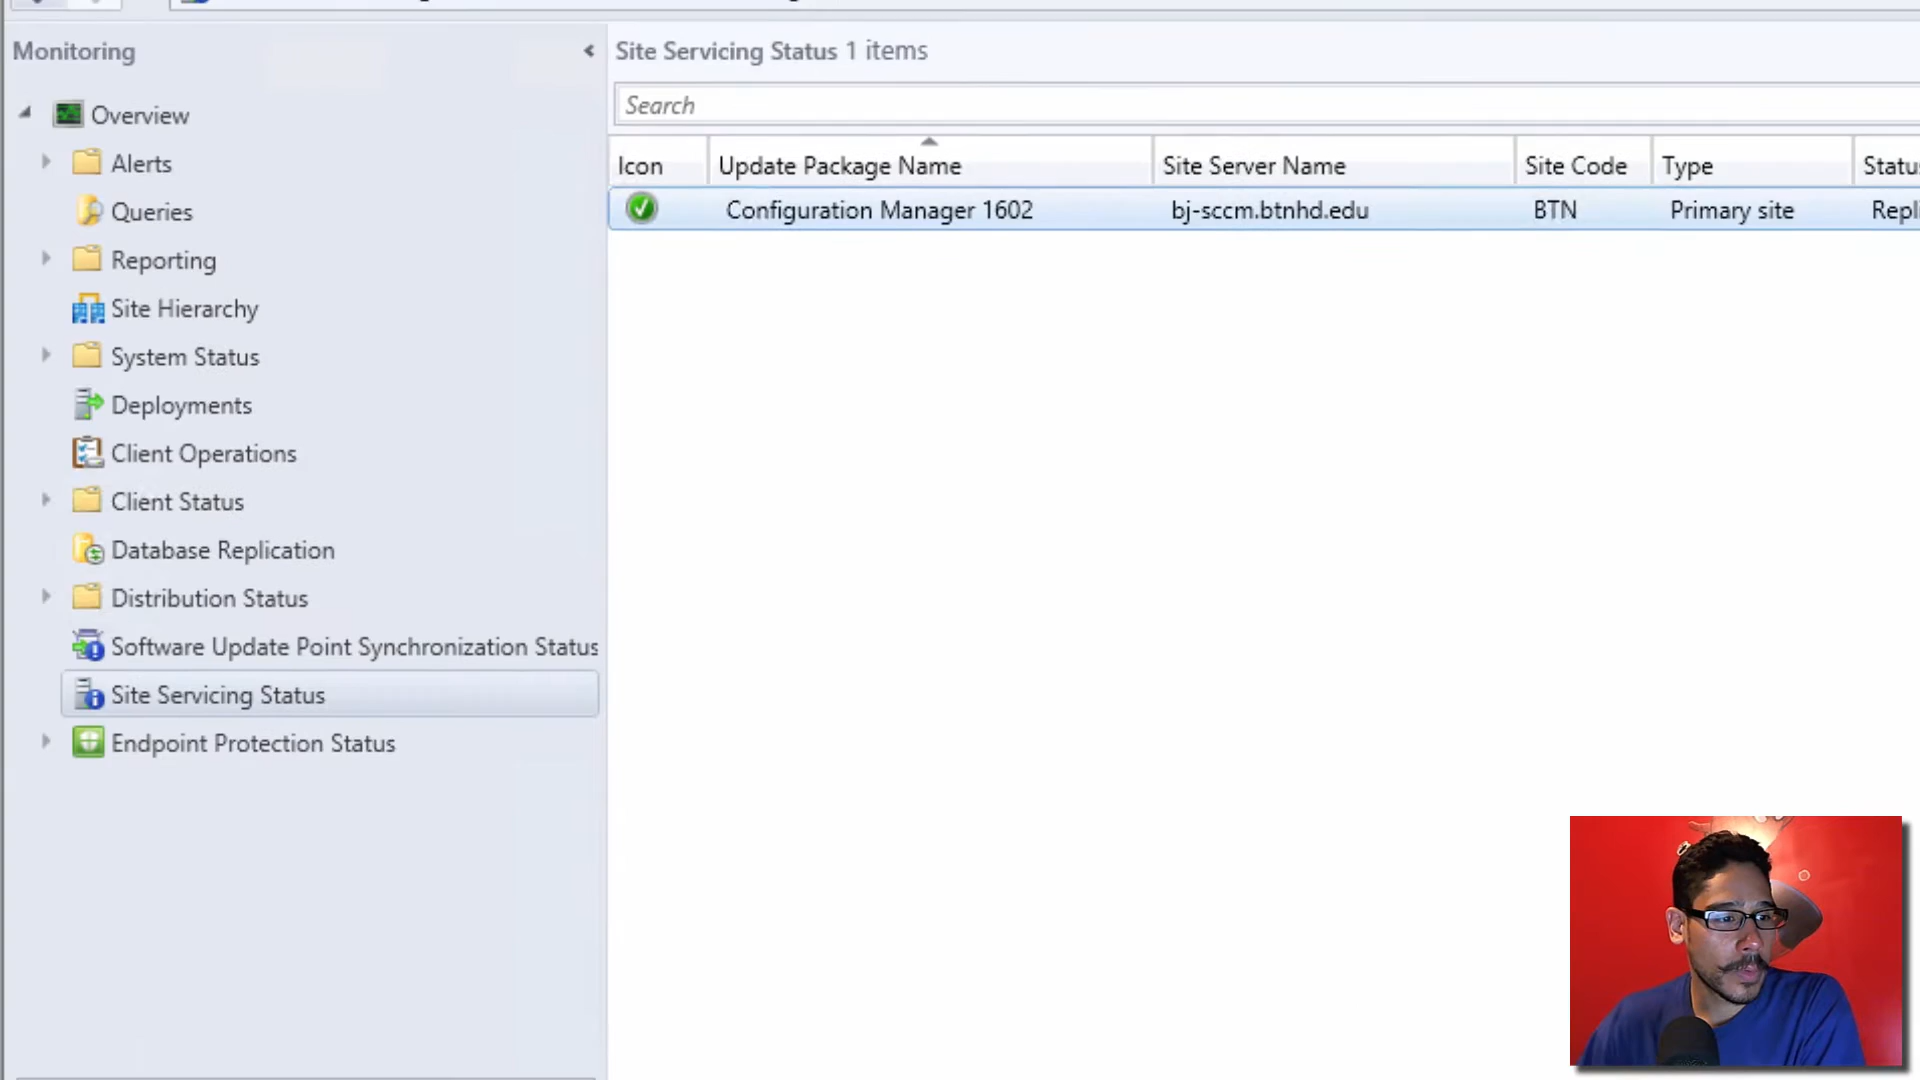 Monitoring
Overview
Alerts
Queries
Reporting
Site Hierarchy
System Status
Deployments
Client Operations
Client Status
Database Replication
Distribution Status
Software Update Point Synchronization Status
Site Servicing Status
Endpoint Protection Status
Site Servicing Status 1 items
Search
Icon Update Package Name Site Server Name Site Code Type Statu
Configuration Manager 1602 bj-sccm.btnhd.edu BTN Primary site Repli